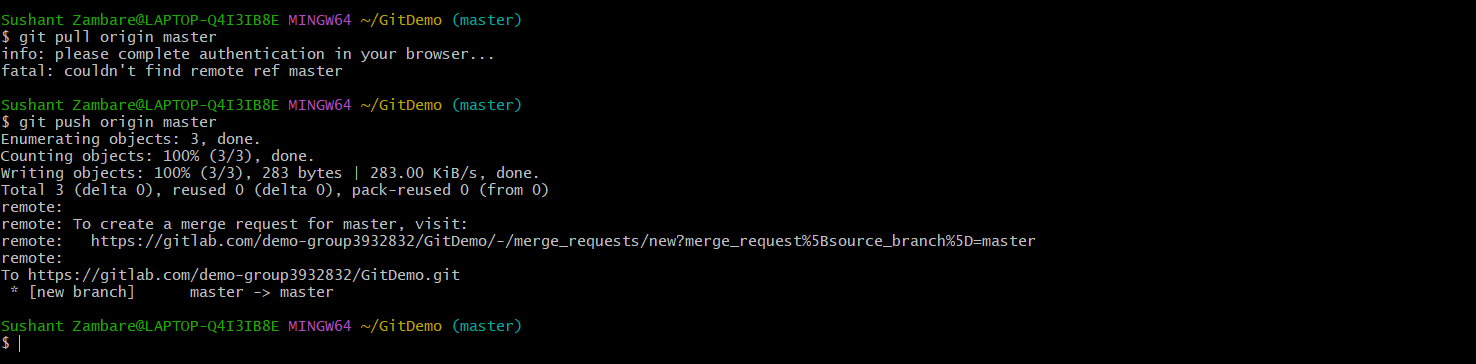 Sushant Zambare@LAPTOP-Q4I3IB8E MINGW64 ~/GitDemo (master)
$ git pull origin master
info: please complete authentication in your browser...
fatal: couldn't find remote ref master
Sushant Zambare@LAPTOP-Q4I3IB8E MINGW64 ~/GitDemo (master)
$ git push origin master
Enumerating objects: 3, done.
Counting objects: 100% (3/3), done.
Writing objects: 100% (3/3), 283 bytes | 283.00 KiB/s, done.
Total 3 (delta 0), reused 0 (delta 0), pack-reused 0 (from 0)
remote:
remote: To create a merge request for master, visit:
remote:   https://gitlab.com/demo-group3932832/GitDemo/-/merge_requests/new?merge_request%5Bsource_branch%5D=master
remote:
To https://gitlab.com/demo-group3932832/GitDemo.git
 * [new branch]      master -> master
Sushant Zambare@LAPTOP-Q4I3IB8E MINGW64 ~/GitDemo (master)
$